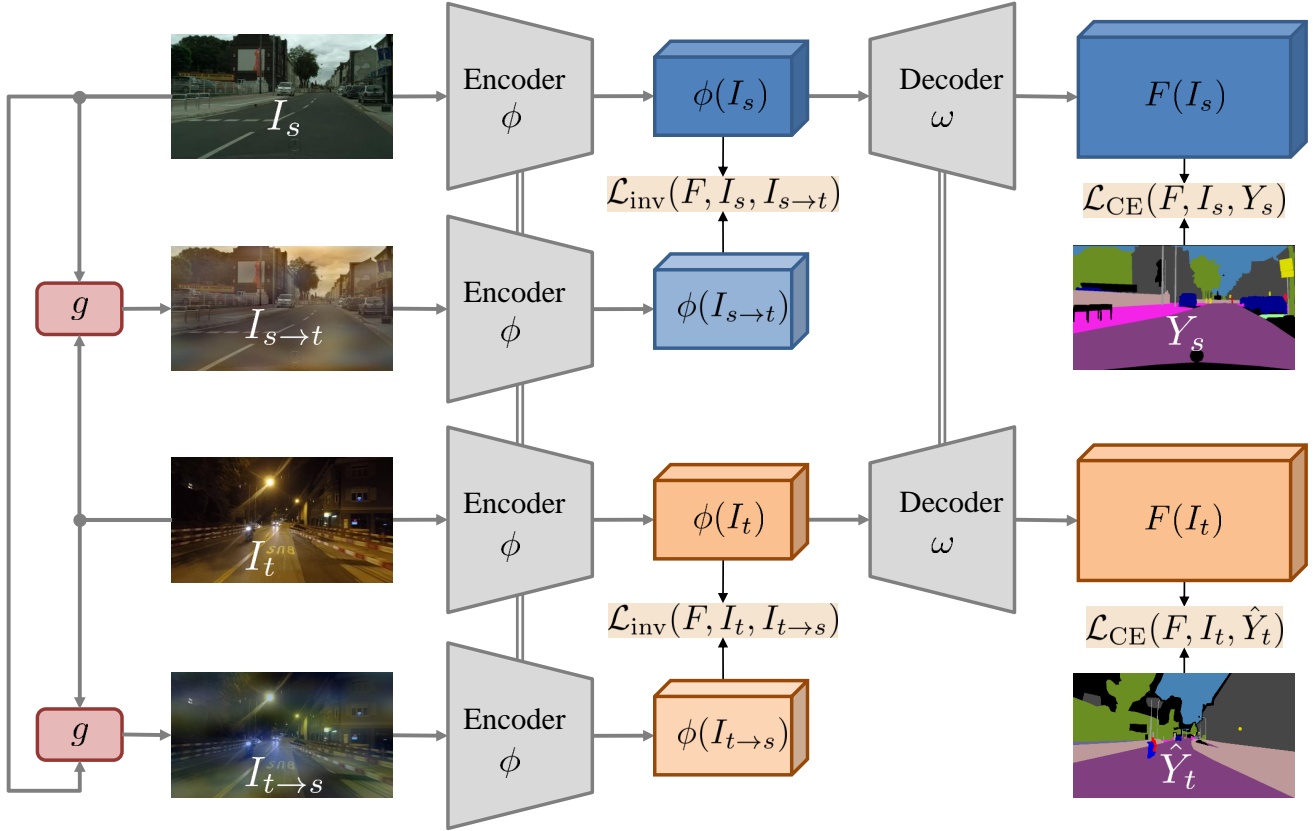 I_s
Encoder
ϕ
ϕ(I_s)
Decoder
ω
F(I_s)
ℒ_inv(F, I_s, I_{s→t})
ℒ_CE(F, I_s, Y_s)
g
I_{s→t}
Encoder
ϕ
ϕ(I_{s→t})
Y_s
I_t
BUS
Encoder
ϕ
ϕ(I_t)
Decoder
ω
F(I_t)
ℒ_inv(F, I_t, I_{t→s})
ℒ_CE(F, I_t, Ŷ_t)
g
I_{t→s}
Encoder
ϕ
ϕ(I_{t→s})
Ŷ_t